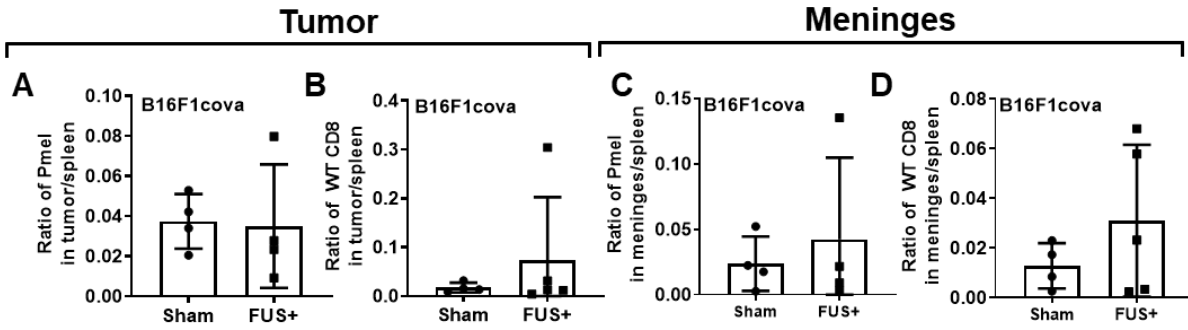 Tumor
Meninges
A
B16F1cova
Ratio of Pmel
in tumor/spleen
0.10
0.08
0.06
0.04
0.02
0.00
Sham
FUS+
B
B16F1cova
Ratio of WT CD8
in tumor/spleen
0.4
0.3
0.2
0.1
0.0
Sham
FUS+
C
B16F1cova
Ratio of Pmel
in meninges/spleen
0.15
0.10
0.05
0.00
Sham
FUS+
D
B16F1cova
Ratio of WT CD8
in meninges/spleen
0.08
0.06
0.04
0.02
0.00
Sham
FUS+